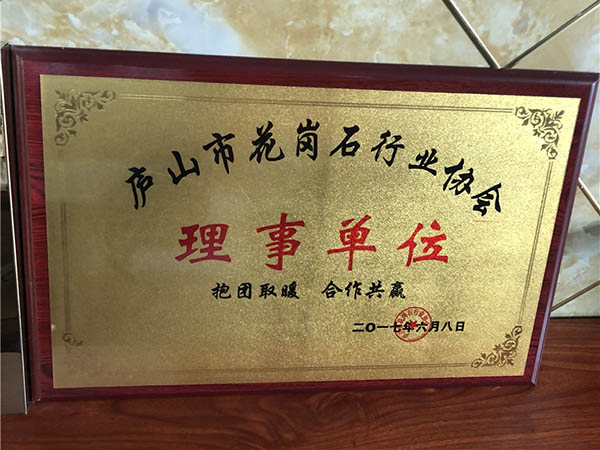 庐山市花岗石行业协会
理事单位
抱团取暖 合作共赢
二〇一七年六月八日